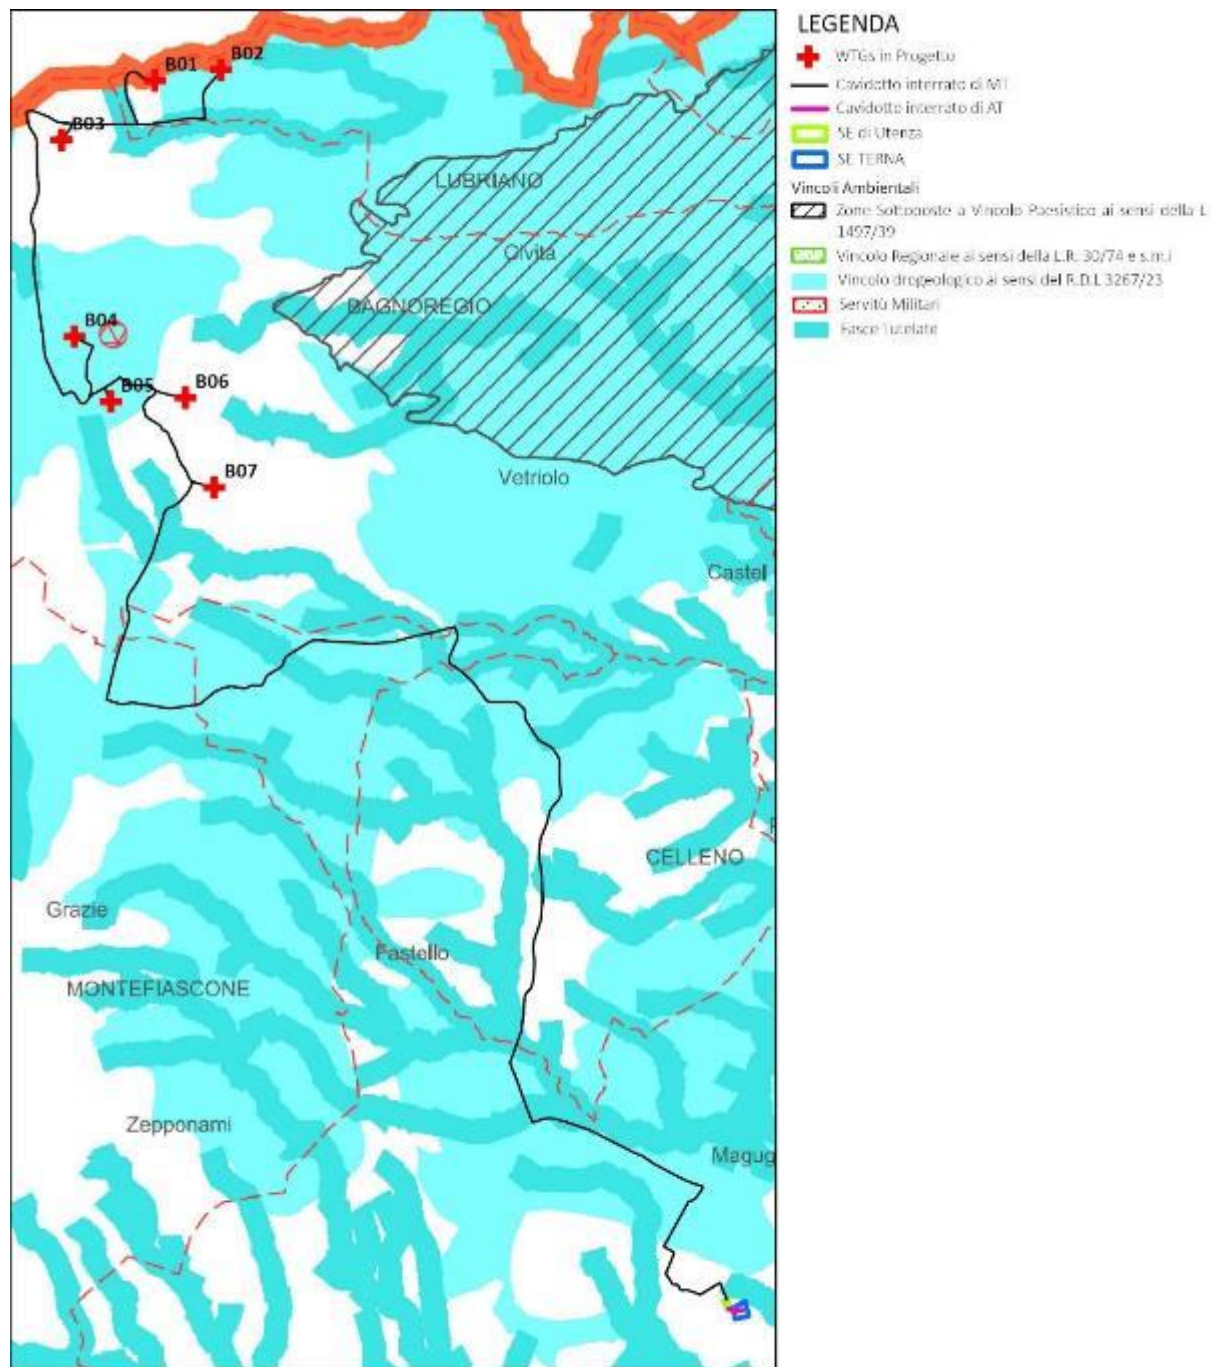 LEGENDA
WTGs in Progetto
Cavidotto interrato di MT
Cavidotto interrato di AT
SE di Utenza
SE TERNA
Vincoli Ambientali
Zone Sottoposte a Vincolo Paesistico ai sensi della L
1497/39
Vincolo Regionale ai sensi della L.R. 30/74 e s.m.i
Vincolo drogeologico ai sensi del R.D.L 3267/23
Servitù Militari
Fasce Tutelate
B01
B02
B03
LUBRIANO
Civita
BAGNOREGIO
B04
B05
B06
B07
Vetriolo
Castel
CELLENO
Grazie
Fastello
MONTEFIASCONE
Zepponami
Magug